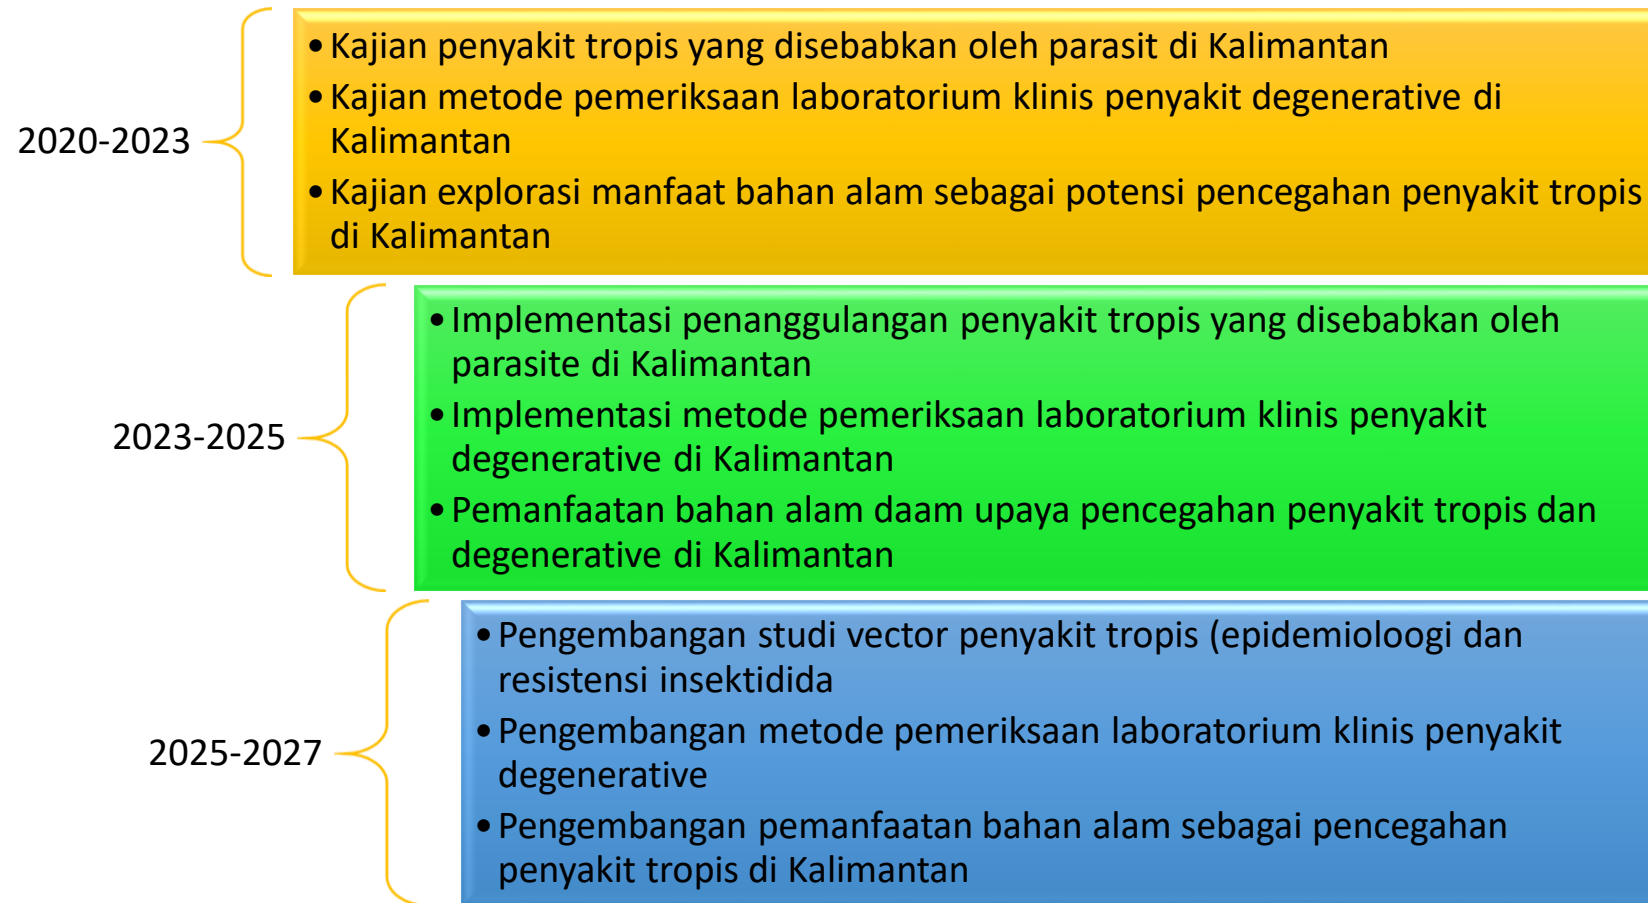 2020-2023
•Kajian penyakit tropis yang disebabkan oleh parasit di Kalimantan
•Kajian metode pemeriksaan laboratorium klinis penyakit degenerative di
Kalimantan
•Kajian explorasi manfaat bahan alam sebagai potensi pencegahan penyakit tropis
di Kalimantan
2023-2025
•Implementasi penanggulangan penyakit tropis yang disebabkan oleh
parasite di Kalimantan
•Implementasi metode pemeriksaan laboratorium klinis penyakit
degenerative di Kalimantan
•Pemanfaatan bahan alam daam upaya pencegahan penyakit tropis dan
degenerative di Kalimantan
2025-2027
•Pengembangan studi vector penyakit tropis (epidemioloogi dan
resistensi insektidida
•Pengembangan metode pemeriksaan laboratorium klinis penyakit
degenerative
•Pengembangan pemanfaatan bahan alam sebagai pencegahan
penyakit tropis di Kalimantan